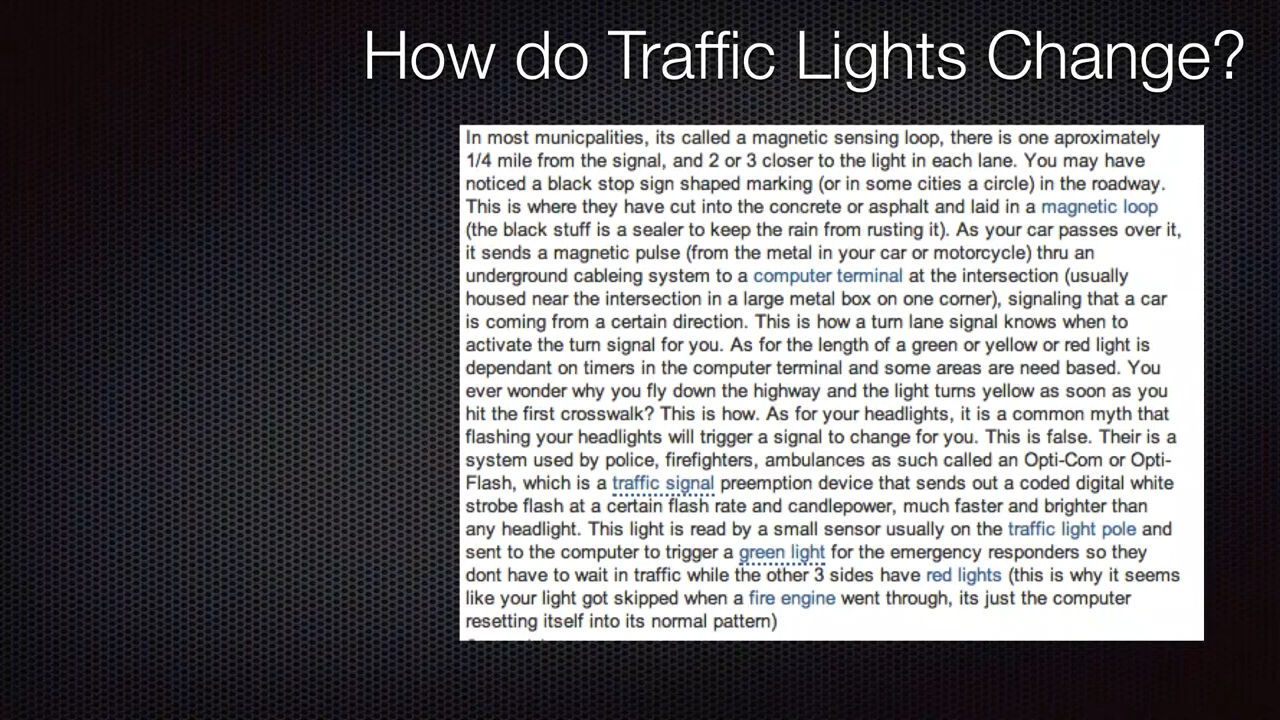 How do Traffic Lights Change?
In most municpalities, its called a magnetic sensing loop, there is one aproximately
1/4 mile from the signal, and 2 or 3 closer to the light in each lane. You may have
noticed a black stop sign shaped marking (or in some cities a circle) in the roadway.
This is where they have cut into the concrete or asphalt and laid in a magnetic loop
(the black stuff is a sealer to keep the rain from rusting it). As your car passes over it,
it sends a magnetic pulse (from the metal in your car or motorcycle) thru an
underground cableing system to a computer terminal at the intersection (usually
housed near the intersection in a large metal box on one corner), signaling that a car
is coming from a certain direction. This is how a turn lane signal knows when to
activate the turn signal for you. As for the length of a green or yellow or red light is
dependant on timers in the computer terminal and some areas are need based. You
ever wonder why you fly down the highway and the light turns yellow as soon as you
hit the first crosswalk? This is how. As for your headlights, it is a common myth that
flashing your headlights will trigger a signal to change for you. This is false. Their is a
system used by police, firefighters, ambulances as such called an Opti-Com or Opti-
Flash, which is a traffic signal preemption device that sends out a coded digital white
strobe flash at a certain flash rate and candlepower, much faster and brighter than
any headlight. This light is read by a small sensor usually on the traffic light pole and
sent to the computer to trigger a green light for the emergency responders so they
dont have to wait in traffic while the other 3 sides have red lights (this is why it seems
like your light got skipped when a fire engine went through, its just the computer
resetting itself into its normal pattern)